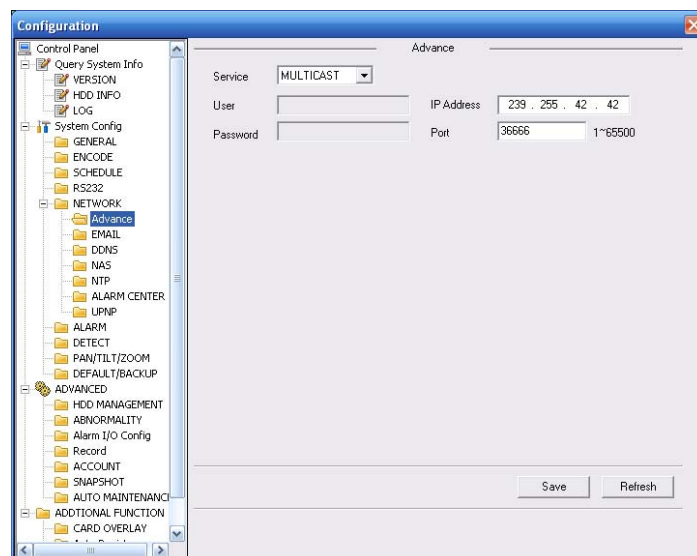 Configuration
Control Panel
Query System Info
VERSION
HDD INFO
LOG
System Config
GENERAL
ENCODE
SCHEDULE
RS232
NETWORK
Advance
EMAIL
DDNS
NAS
NTP
ALARM CENTER
UPNP
ALARM
DETECT
PAN/TILT/ZOOM
DEFAULT/BACKUP
ADVANCED
HDD MANAGEMENT
ABNORMALITY
Alarm I/O Config
Record
ACCOUNT
SNAPSHOT
AUTO MAINTENANC
ADDTIONAL FUNCTION
CARD OVERLAY
Advance
Service MULTICAST
User IP Address 239 . 255 . 42 . 42
Password Port 36666 1~65500
Save Refresh